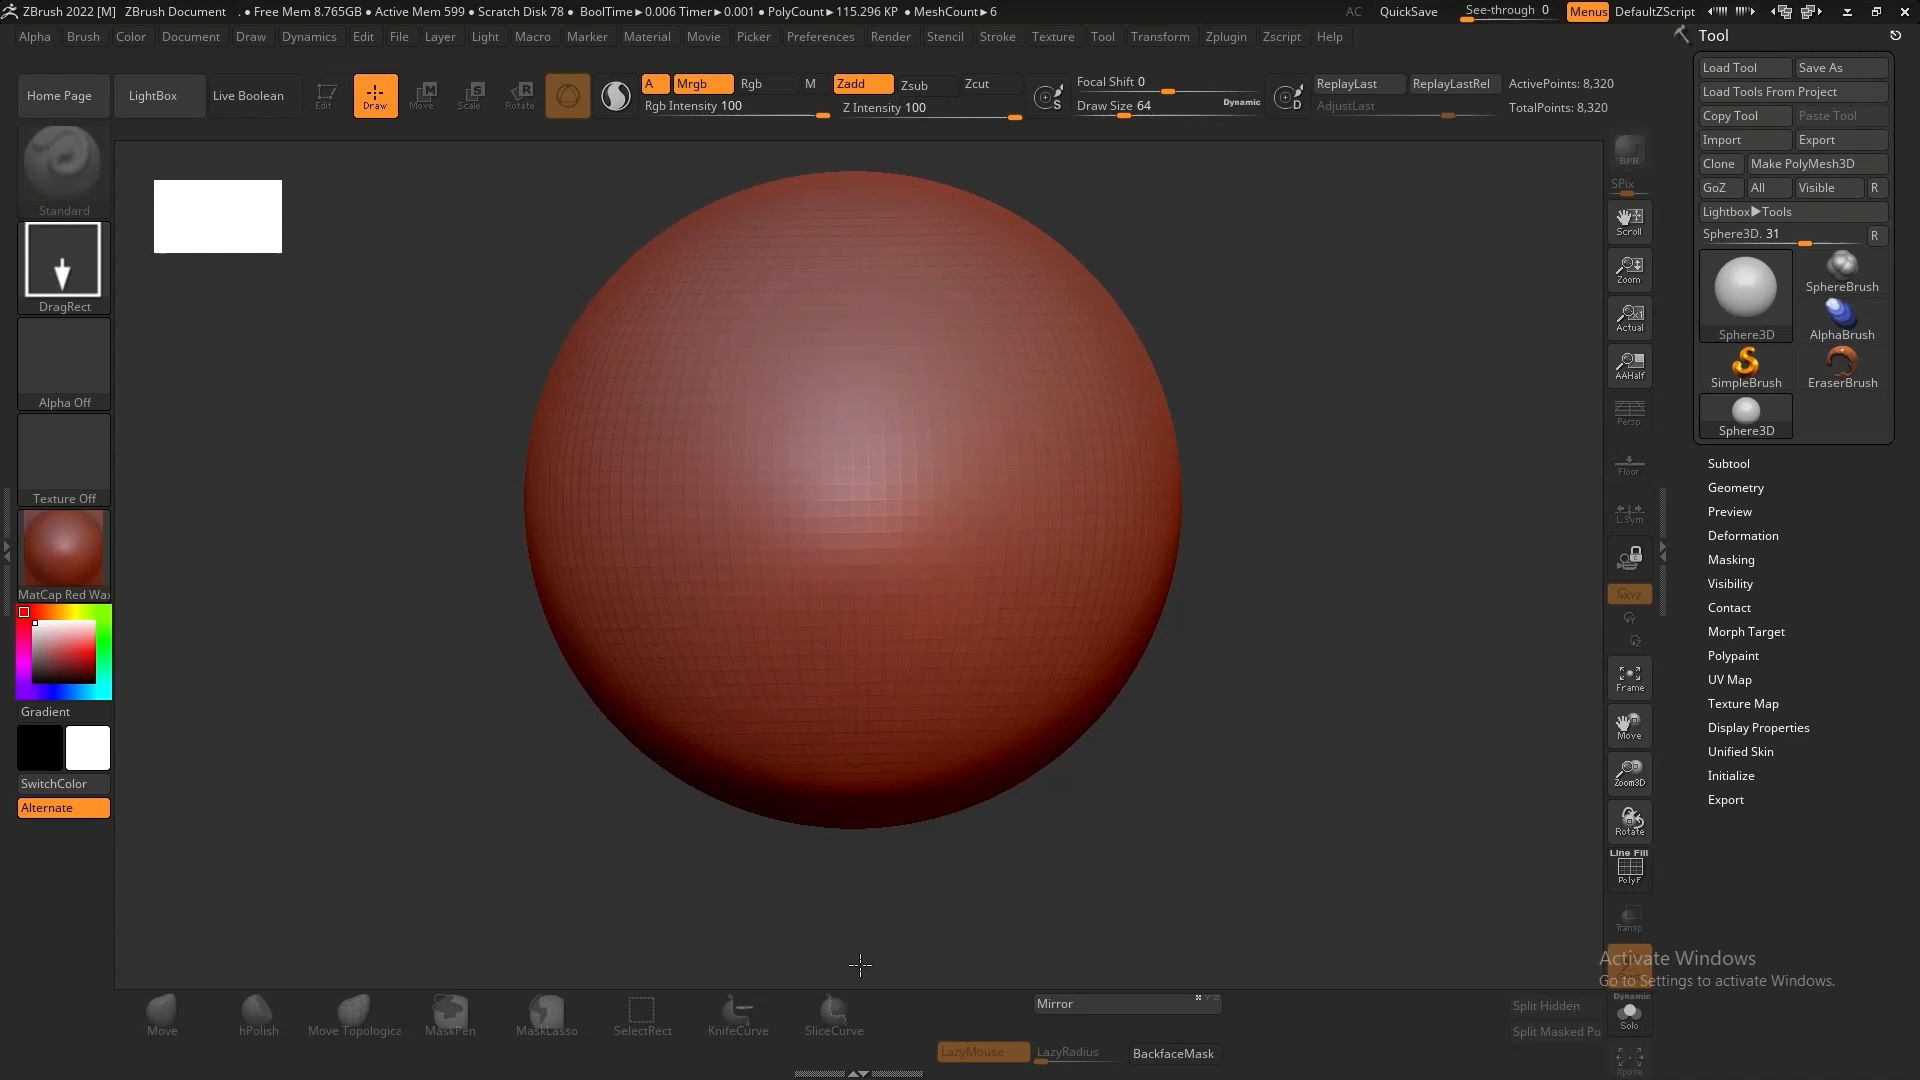 ZBrush 2022 [M] ZBrush Document . ● Free Mem 8.765GB ● Active Mem 599 ● Scratch Disk 78 ● BoolTime►0.006 Timer►0.001 ● PolyCount►115.296 KP ● MeshCount►6 AC QuickSave See-through 0 Menus DefaultZScript
Alpha Brush Color Document Draw Dynamics Edit File Layer Light Macro Marker Material Movie Picker Preferences Render Stencil Stroke Texture Tool Transform Zplugin Zscript Help
Home Page LightBox Live Boolean Edit Draw Move Scale Rotate
A Mrgb Rgb M Zadd Zsub Zcut
Rgb Intensity 100 Z Intensity 100
Focal Shift 0
Draw Size 64 Dynamic
S
D
ReplayLast ReplayLastRel
AdjustLast
ActivePoints: 8,320
TotalPoints: 8,320
Standard
DragRect
Alpha Off
Texture Off
MatCap Red Wax
Gradient
SwitchColor
Alternate
BPR
SPix
Scroll
Zoom
Actual
AAHalf
Persp
Floor
L.Sym
XYZ
Y
Z
Frame
Move
Zoom3D
Rotate
Line Fill
PolyF
Transp
Dynamic
Solo
Xpose
Tool
Load Tool Save As
Load Tools From Project
Copy Tool Paste Tool
Import Export
Clone Make PolyMesh3D
GoZ All Visible R
Lightbox►Tools
Sphere3D. 31 R
Sphere3D SphereBrush
AlphaBrush
SimpleBrush EraserBrush
Sphere3D
Subtool
Geometry
Preview
Deformation
Masking
Visibility
Contact
Morph Target
Polypaint
UV Map
Texture Map
Display Properties
Unified Skin
Initialize
Export
Activate Windows
Go to Settings to activate Windows.
Move hPolish Move Topologica MaskPen MaskLasso SelectRect KnifeCurve SliceCurve
Mirror
LazyMouse LazyRadius BackfaceMask
Split Hidden
Split Masked Po